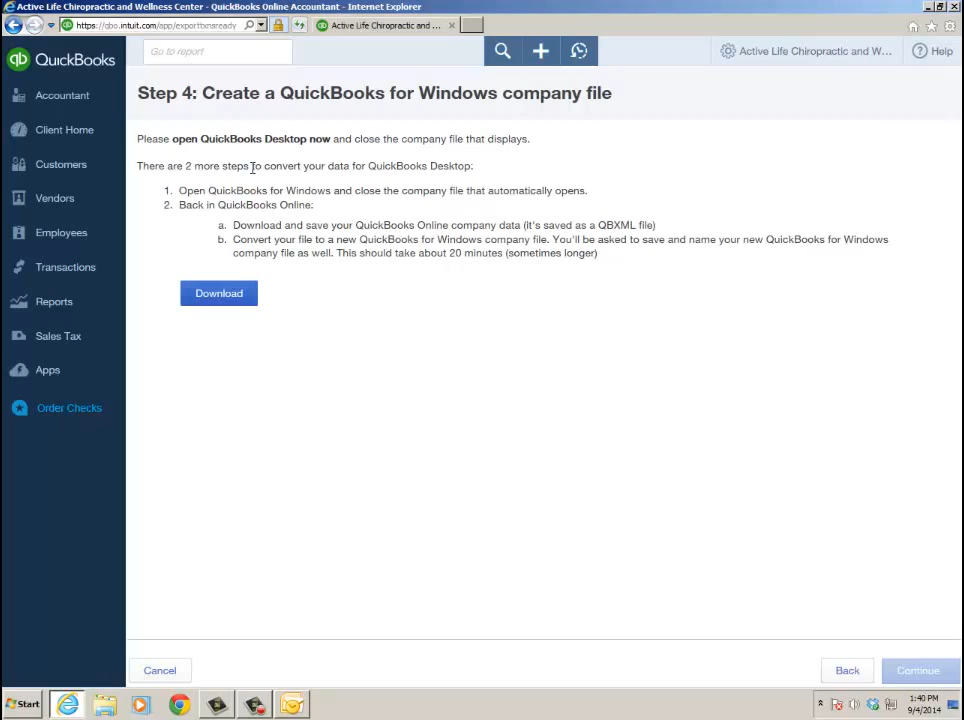 Active Life Chiropractic and Wellness Center - QuickBooks Online Accountant - Internet Explorer
https://qbo.intuit.com/app/exporttxnsready
Active Life Chiropractic and ...
QuickBooks
Go to report
Active Life Chiropractic and W...
Help
Accountant
Client Home
Customers
Vendors
Employees
Transactions
Reports
Sales Tax
Apps
Order Checks
Step 4: Create a QuickBooks for Windows company file
Please open QuickBooks Desktop now and close the company file that displays.
There are 2 more steps to convert your data for QuickBooks Desktop:
1. Open QuickBooks for Windows and close the company file that automatically opens.
2. Back in QuickBooks Online:
a. Download and save your QuickBooks Online company data (it's saved as a QBXML file)
b. Convert your file to a new QuickBooks for Windows company file. You'll be asked to save and name your new QuickBooks for Windows
company file as well. This should take about 20 minutes (sometimes longer)
Download
Cancel
Back
Continue
Start
1:40 PM
9/4/2014